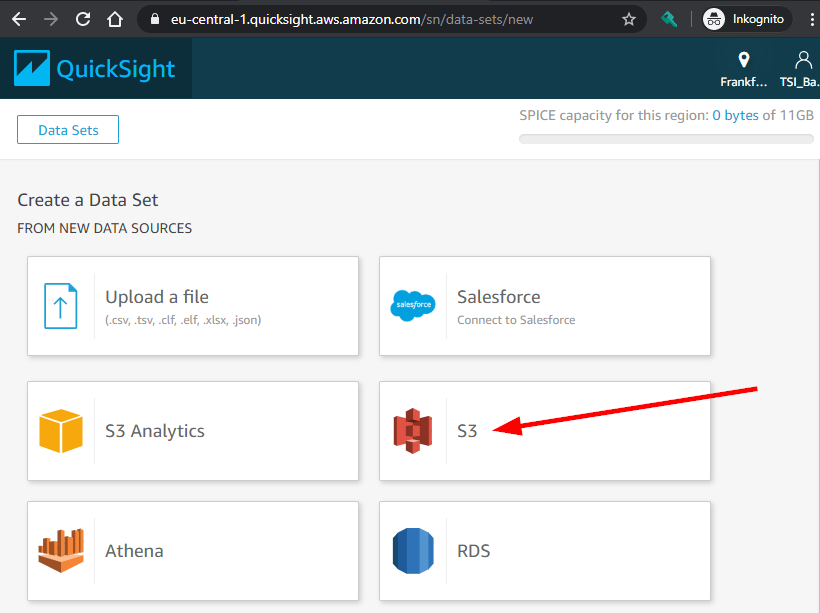 eu-central-1.quicksight.aws.amazon.com/sn/data-sets/new
Inkognito
QuickSight
Frankf...
TSI_Ba...
Data Sets
SPICE capacity for this region: 0 bytes of 11GB
Create a Data Set
FROM NEW DATA SOURCES
Upload a file
(.csv, .tsv, .clf, .elf, .xlsx, .json)
salesforce
Salesforce
Connect to Salesforce
S3 Analytics
S3
Athena
RDS